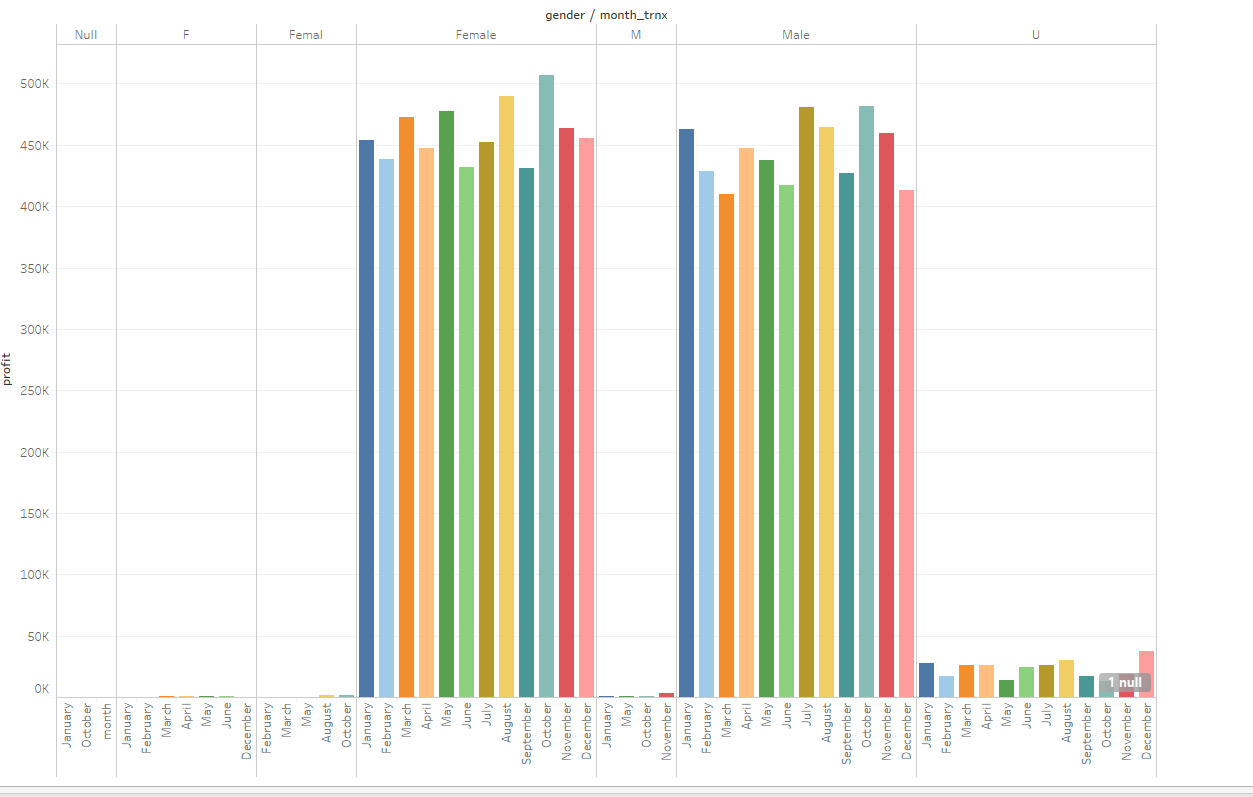 gender / month_trnx
Null F Femal Female M Male U
500K
450K
400K
350K
300K
250K
200K
150K
100K
50K
0K
profit
1 null
January October month January February March April May June December February March May August October January February March April May June July August September October November December January May October November January February March April May June July August September October November December January February March April May June July August September October November December